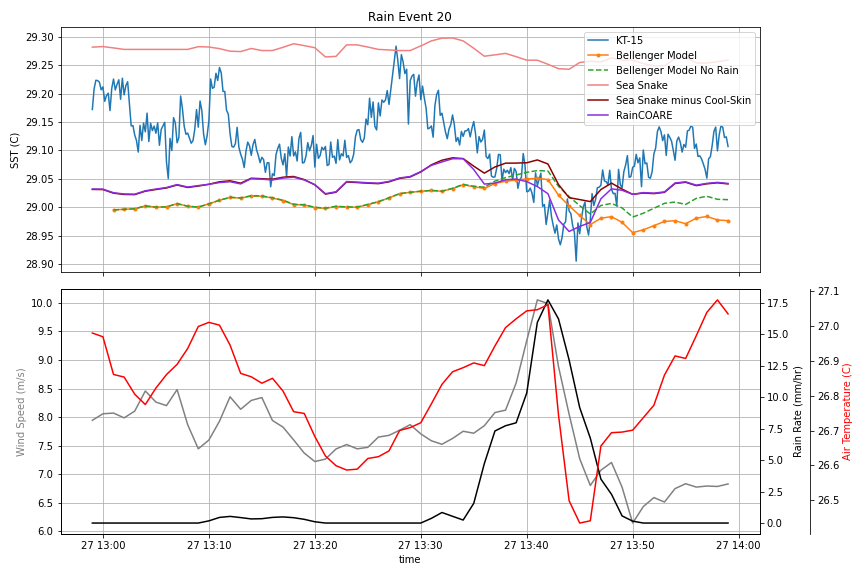 Rain Event 20
SST (C)
29.30
29.25
29.20
29.15
29.10
29.05
29.00
28.95
28.90
KT-15
Bellenger Model
Bellenger Model No Rain
Sea Snake
Sea Snake minus Cool-Skin
RainCOARE
Wind Speed (m/s)
10.0
9.5
9.0
8.5
8.0
7.5
7.0
6.5
6.0
17.5
15.0
12.5
10.0
7.5
5.0
2.5
0.0
Rain Rate (mm/hr)
27.1
27.0
26.9
26.8
26.7
26.6
26.5
Air Temperature (C)
27 13:00 27 13:10 27 13:20 27 13:30 27 13:40 27 13:50 27 14:00
time